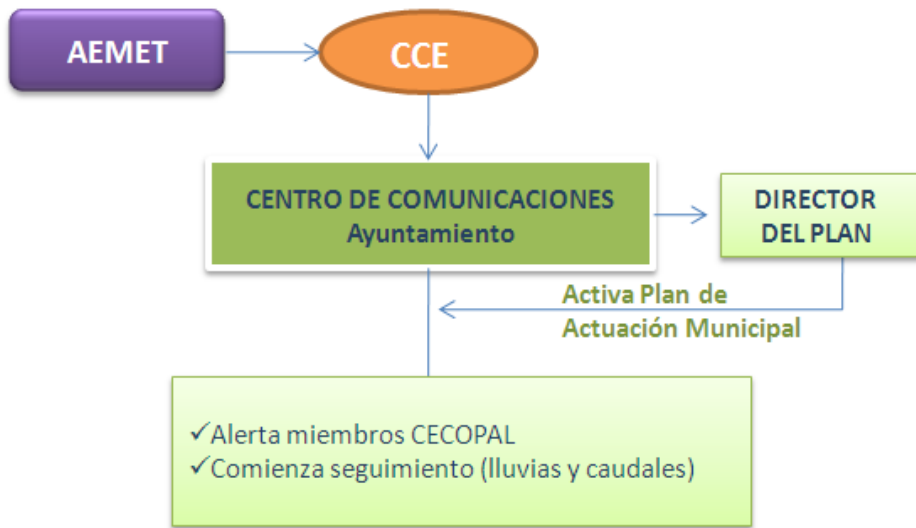 AEMET
CCE
CENTRO DE COMUNICACIONES
Ayuntamiento
DIRECTOR
DEL PLAN
Activa Plan de
Actuación Municipal
✓Alerta miembros CECOPAL
✓Comienza seguimiento (lluvias y caudales)